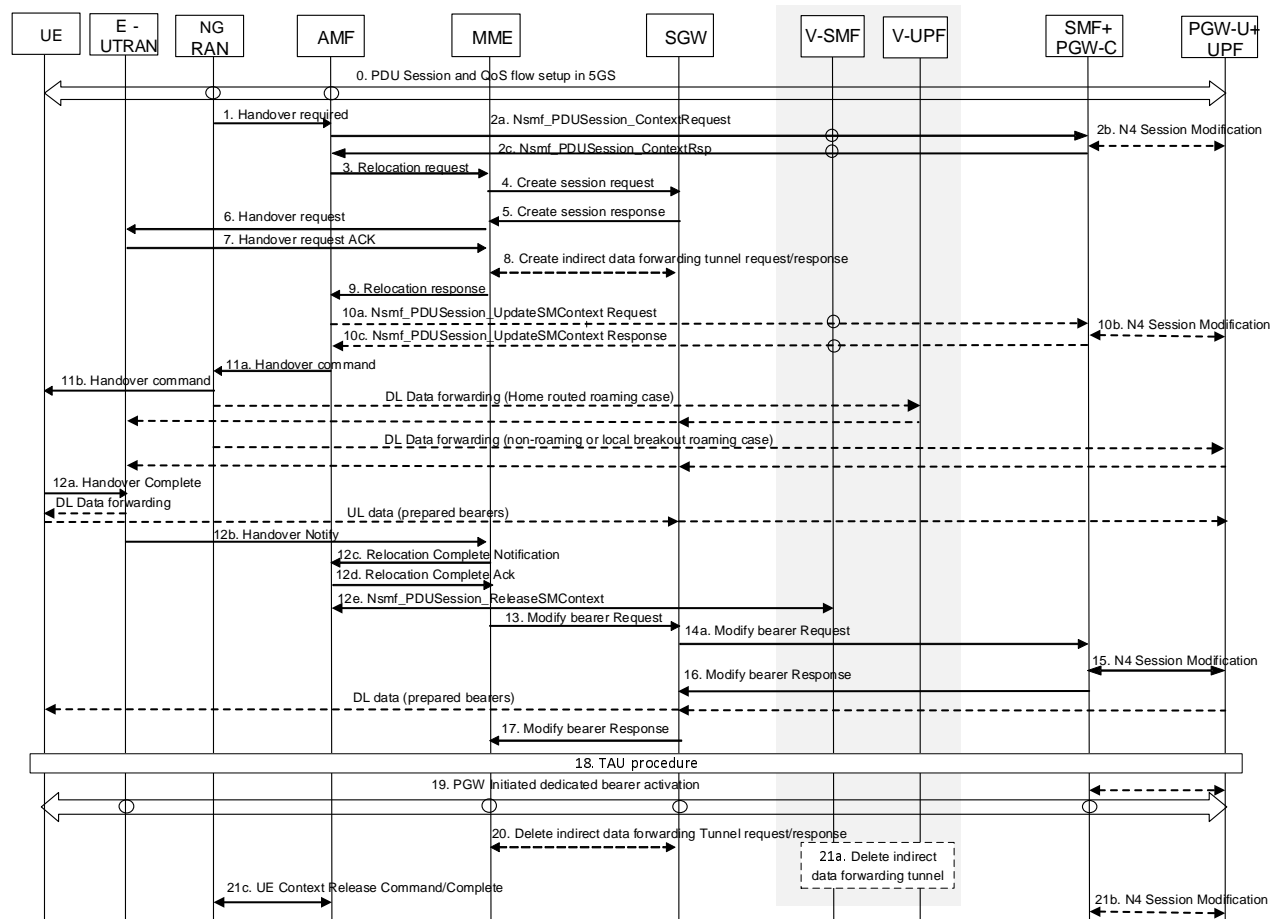 UE
E -
UTRAN
NG
RAN
AMF
MME
SGW
V-SMF
V-UPF
SMF+
PGW-C
PGW-U+
UPF
0. PDU Session and QoS flow setup in 5GS
1. Handover required
2a. Nsmf_PDUSession_ContextRequest
2b. N4 Session Modification
2c. Nsmf_PDUSession_ContextRsp
3. Relocation request
4. Create session request
5. Create session response
6. Handover request
7. Handover request ACK
8. Create indirect data forwarding tunnel request/response
9. Relocation response
10a. Nsmf_PDUSession_UpdateSMContext Request
10b. N4 Session Modification
10c. Nsmf_PDUSession_UpdateSMContext Response
11a. Handover command
11b. Handover command
DL Data forwarding (Home routed roaming case)
DL Data forwarding (non-roaming or local breakout roaming case)
12a. Handover Complete
DL Data forwarding
UL data (prepared bearers)
12b. Handover Notify
12c. Relocation Complete Notification
12d. Relocation Complete Ack
12e. Nsmf_PDUSession_ReleaseSMContext
13. Modify bearer Request
14a. Modify bearer Request
15. N4 Session Modification
16. Modify bearer Response
DL data (prepared bearers)
17. Modify bearer Response
18. TAU procedure
19. PGW Initiated dedicated bearer activation
20. Delete indirect data forwarding Tunnel request/response
21a. Delete indirect
data forwarding tunnel
21c. UE Context Release Command/Complete
21b. N4 Session Modification